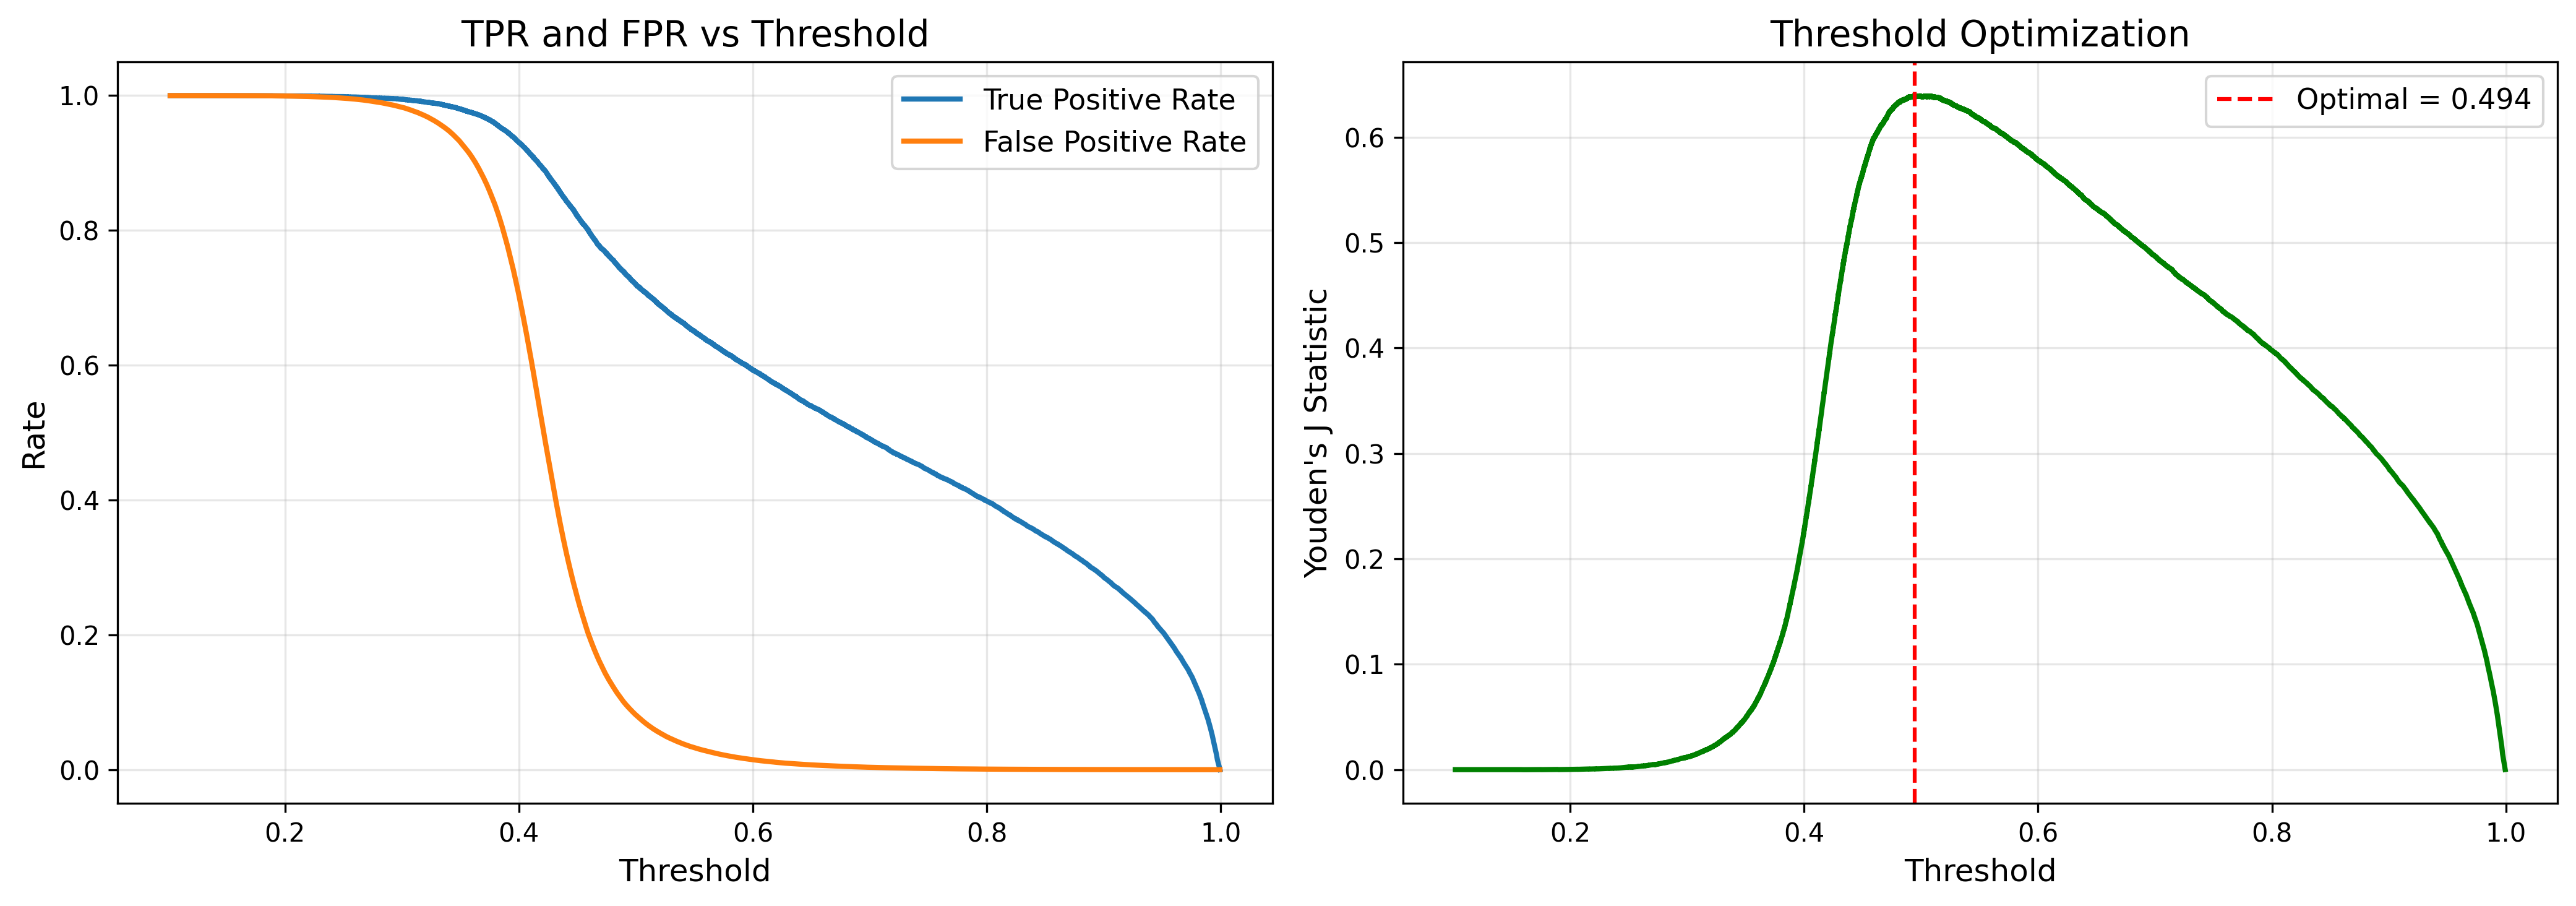 TPR and FPR vs Threshold
True Positive Rate
False Positive Rate
Rate
1.0
0.8
0.6
0.4
0.2
0.0
0.2 0.4 0.6 0.8 1.0
Threshold
Threshold Optimization
Optimal = 0.494
Youden's J Statistic
0.6
0.5
0.4
0.3
0.2
0.1
0.0
0.2 0.4 0.6 0.8 1.0
Threshold